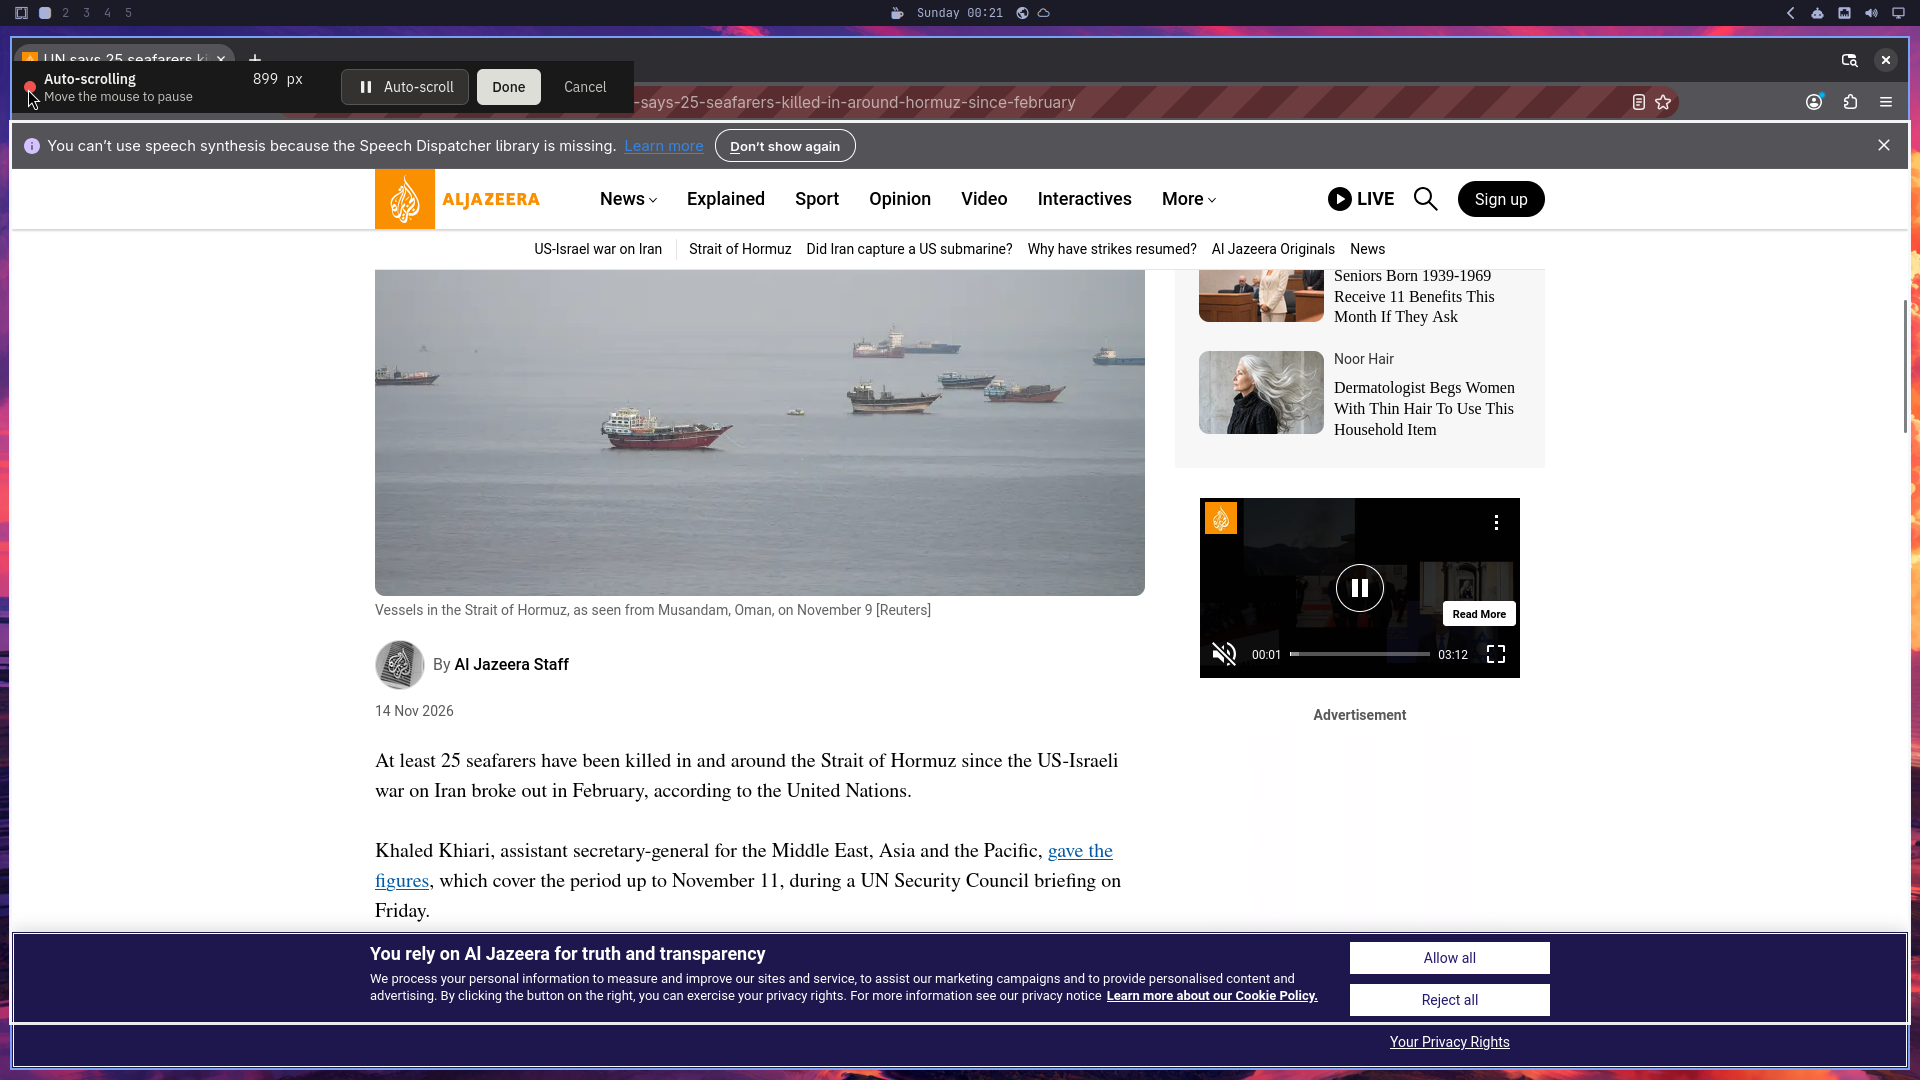 2 3 4 5
Sunday 00:21
UN says 25 seafarers ki
Auto-scrolling
Move the mouse to pause
899 px
Auto-scroll
Done
Cancel
-says-25-seafarers-killed-in-around-hormuz-since-february
You can't use speech synthesis because the Speech Dispatcher library is missing. Learn more
Don't show again
ALJAZEERA
News
Explained
Sport
Opinion
Video
Interactives
More
LIVE
Sign up
US-Israel war on Iran
Strait of Hormuz
Did Iran capture a US submarine?
Why have strikes resumed?
Al Jazeera Originals
News
Seniors Born 1939-1969
Receive 11 Benefits This
Month If They Ask
Noor Hair
Dermatologist Begs Women
With Thin Hair To Use This
Household Item
Read More
00:01
03:12
Advertisement
Vessels in the Strait of Hormuz, as seen from Musandam, Oman, on November 9 [Reuters]
By Al Jazeera Staff
14 Nov 2026
At least 25 seafarers have been killed in and around the Strait of Hormuz since the US-Israeli
war on Iran broke out in February, according to the United Nations.
Khaled Khiari, assistant secretary-general for the Middle East, Asia and the Pacific, gave the
figures, which cover the period up to November 11, during a UN Security Council briefing on
Friday.
You rely on Al Jazeera for truth and transparency
We process your personal information to measure and improve our sites and service, to assist our marketing campaigns and to provide personalised content and
advertising. By clicking the button on the right, you can exercise your privacy rights. For more information see our privacy notice Learn more about our Cookie Policy.
Allow all
Reject all
Your Privacy Rights